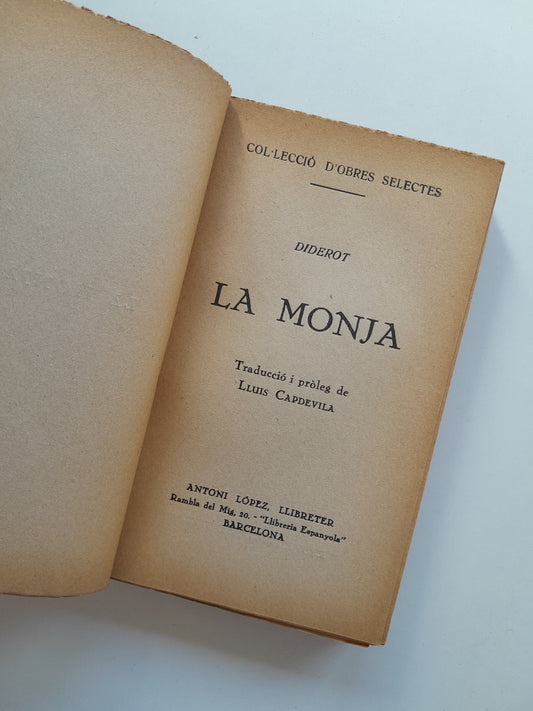 COL·LECCIÓ D'OBRES SELECTES
DIDEROT
LA MONJA
Traducció i pròleg de
LLUIS CAPDEVILA
ANTONI LÓPEZ, LLIBRETER
Rambla del Mig, 20. - "Llibreria Espanyola"
BARCELONA